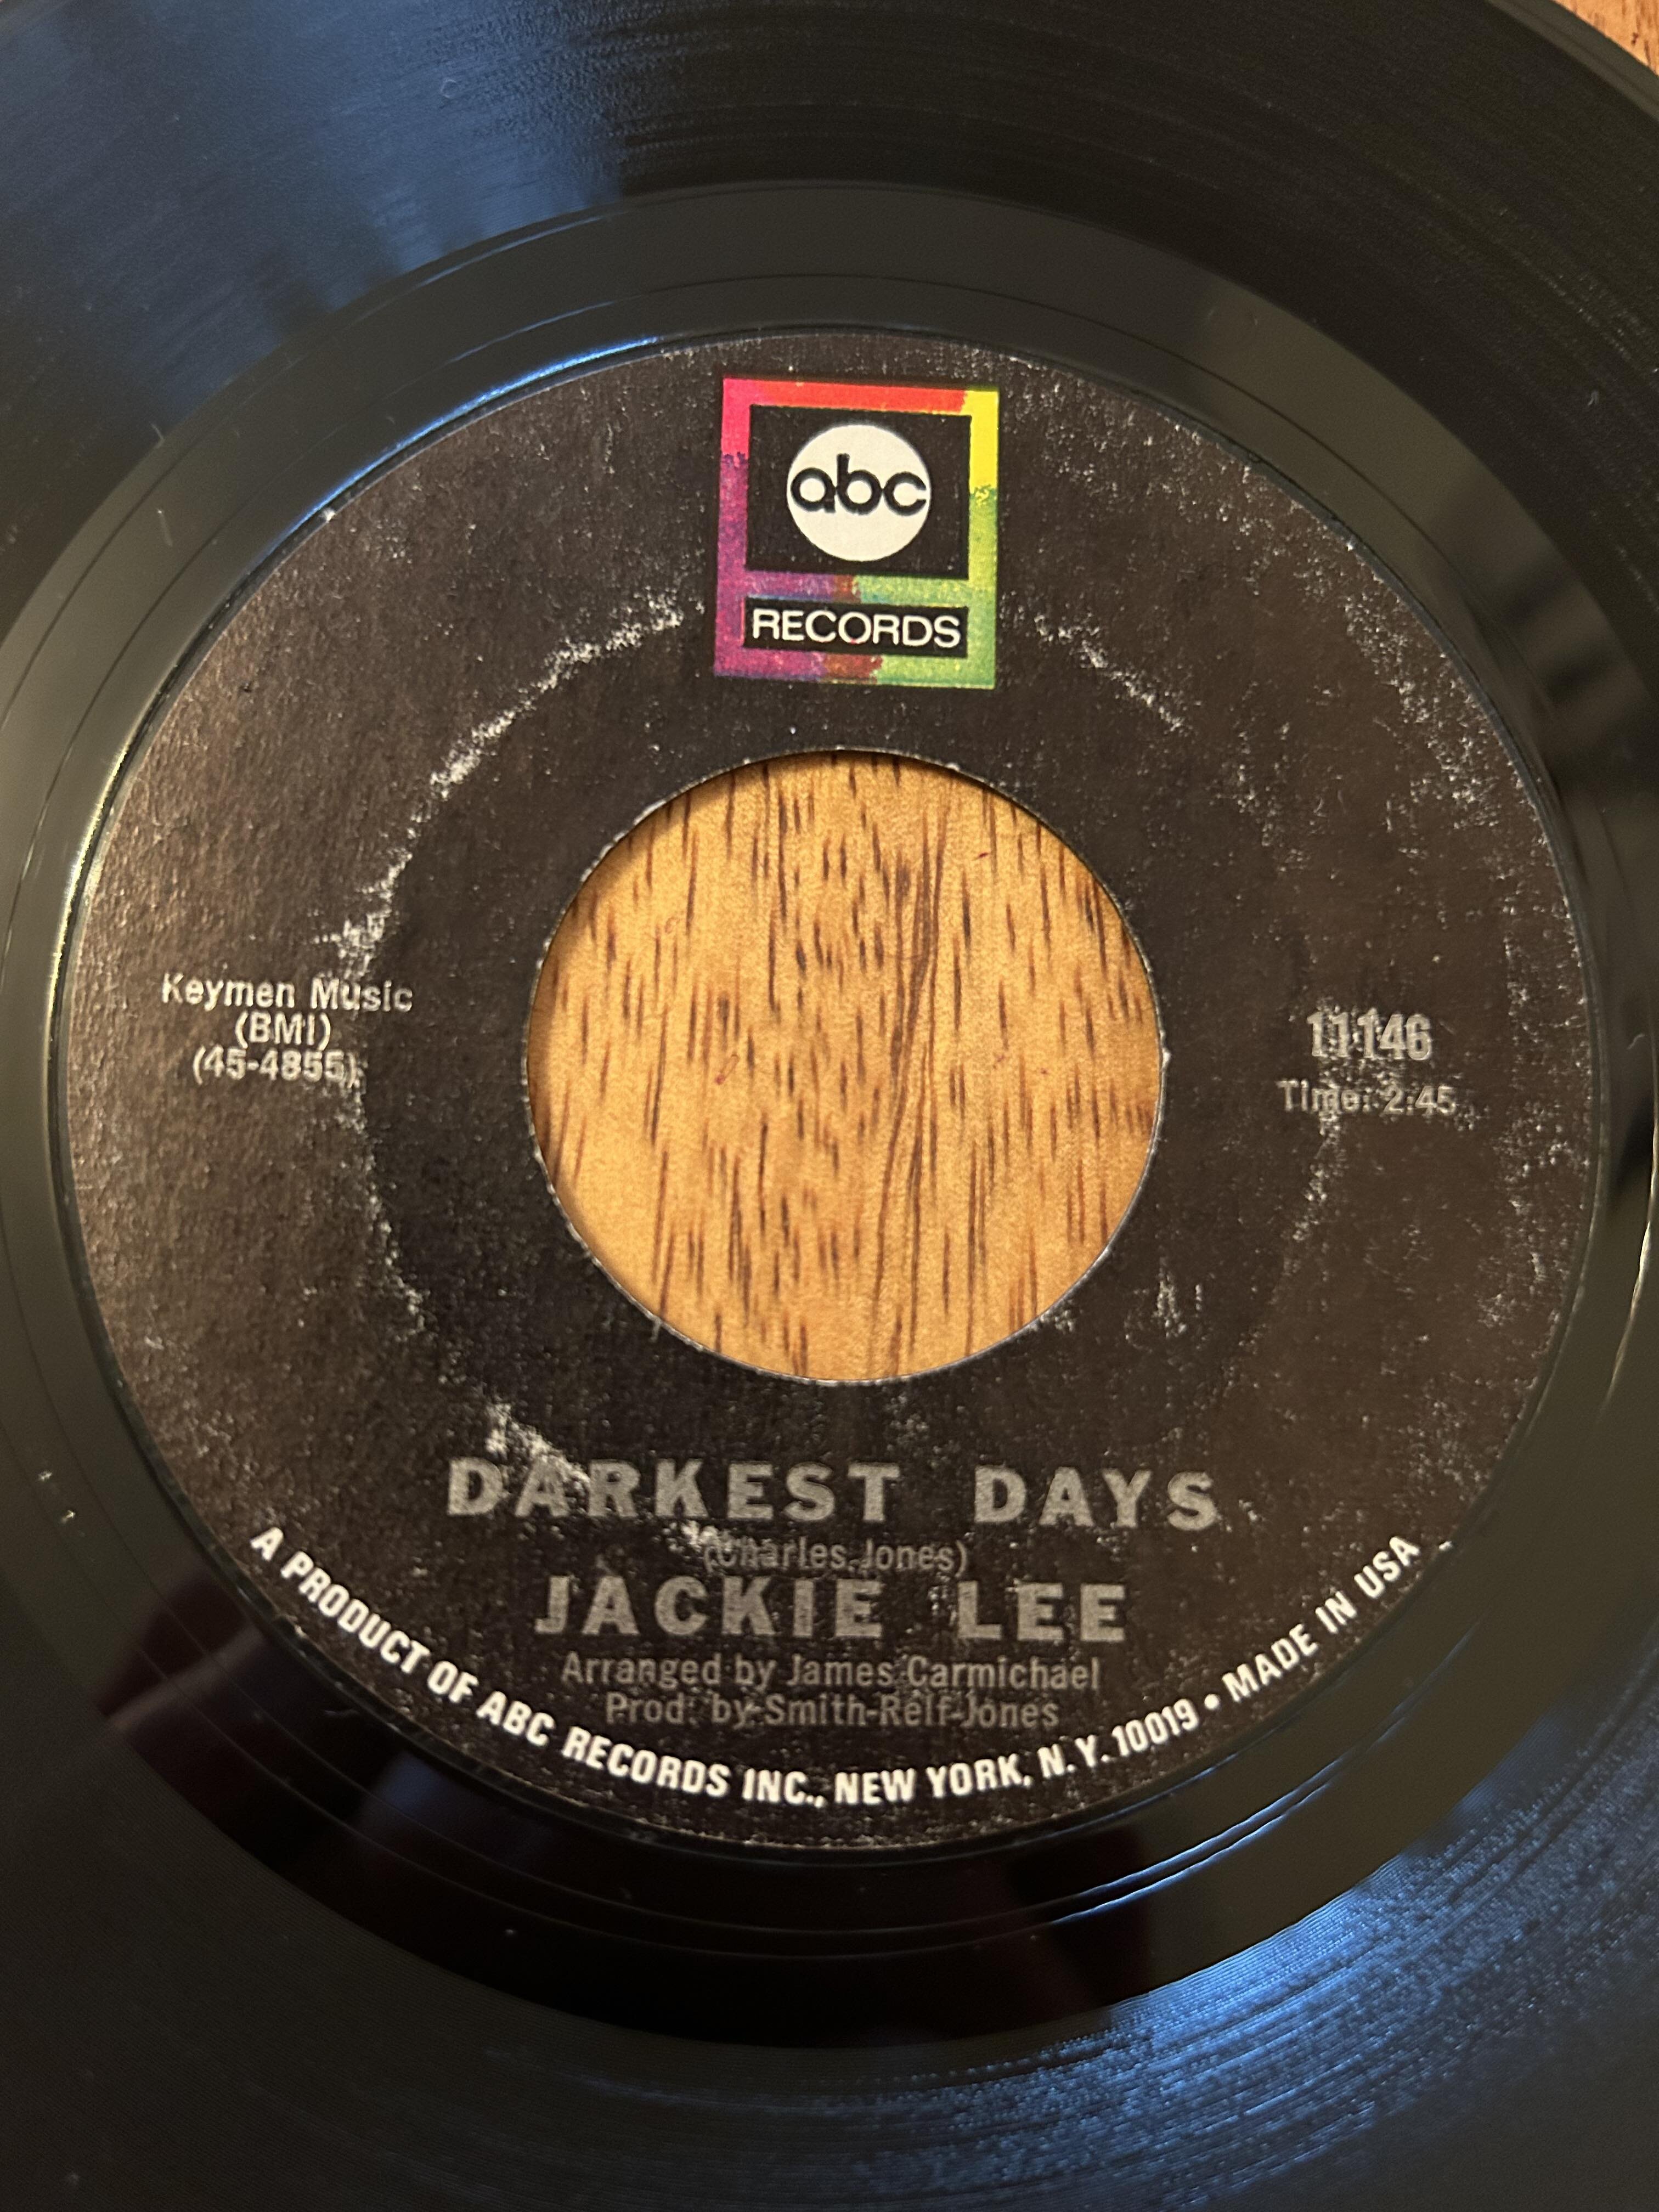 abc
RECORDS
Keymen Music
(BMI)
(45-4855)
11146
Time: 2:45
DARKEST DAYS
(Charles Jones)
JACKIE LEE
Arranged by James Carmichael
Prod. by Smith-Relf-Jones
A PRODUCT OF ABC RECORDS INC., NEW YORK, N. Y. 10019 • MADE IN USA